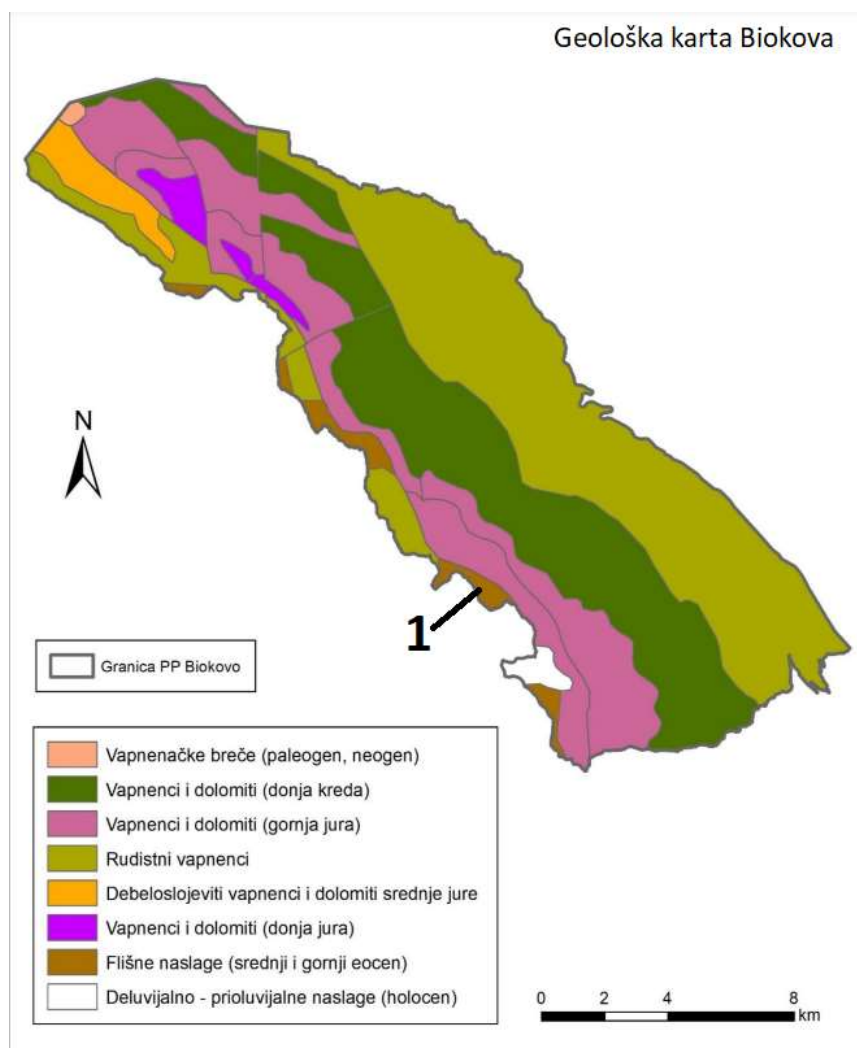 Geološka karta Biokova
N
1
Granica PP Biokovo
Vapnenačke breče (paleogen, neogen)
Vapnenci i dolomiti (donja kreda)
Vapnenci i dolomiti (gornja jura)
Rudistni vapnenci
Debeloslojeviti vapnenci i dolomiti srednje jure
Vapnenci i dolomiti (donja jura)
Flišne naslage (srednji i gornji eocen)
Deluvijalno - prioluvijalne naslage (holocen)
0 2 4 8
km